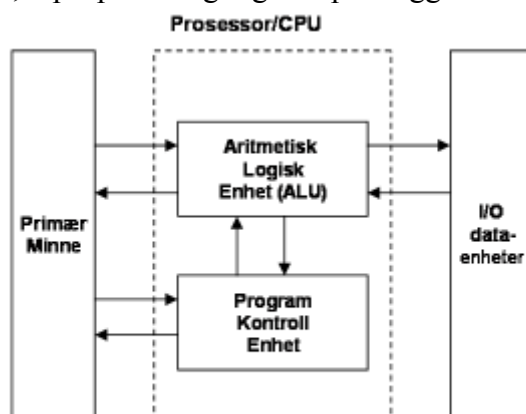 Prosessor/CPU
Aritmetisk
Logisk
Enhet (ALU)
Primær
Minne
I/O
data-
enheter
Program
Kontroll
Enhet